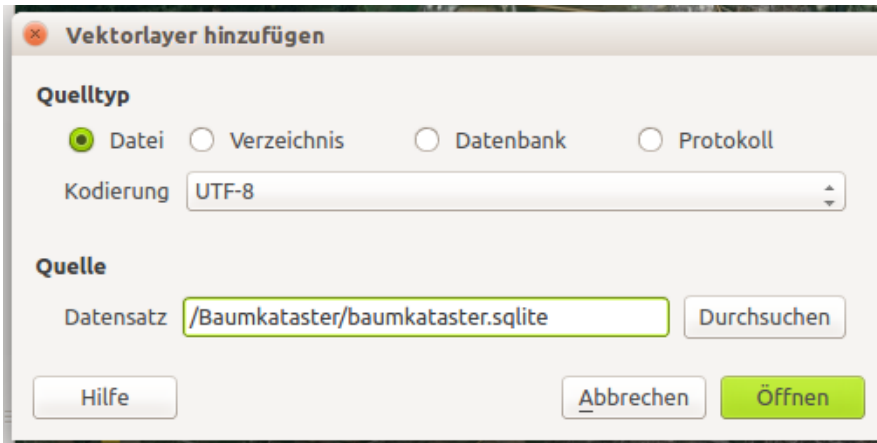 Vektorlayer hinzufügen
Quelltyp
Datei Verzeichnis Datenbank Protokoll
Kodierung UTF-8
Quelle
Datensatz /Baumkataster/baumkataster.sqlite Durchsuchen
Hilfe Abbrechen Öffnen